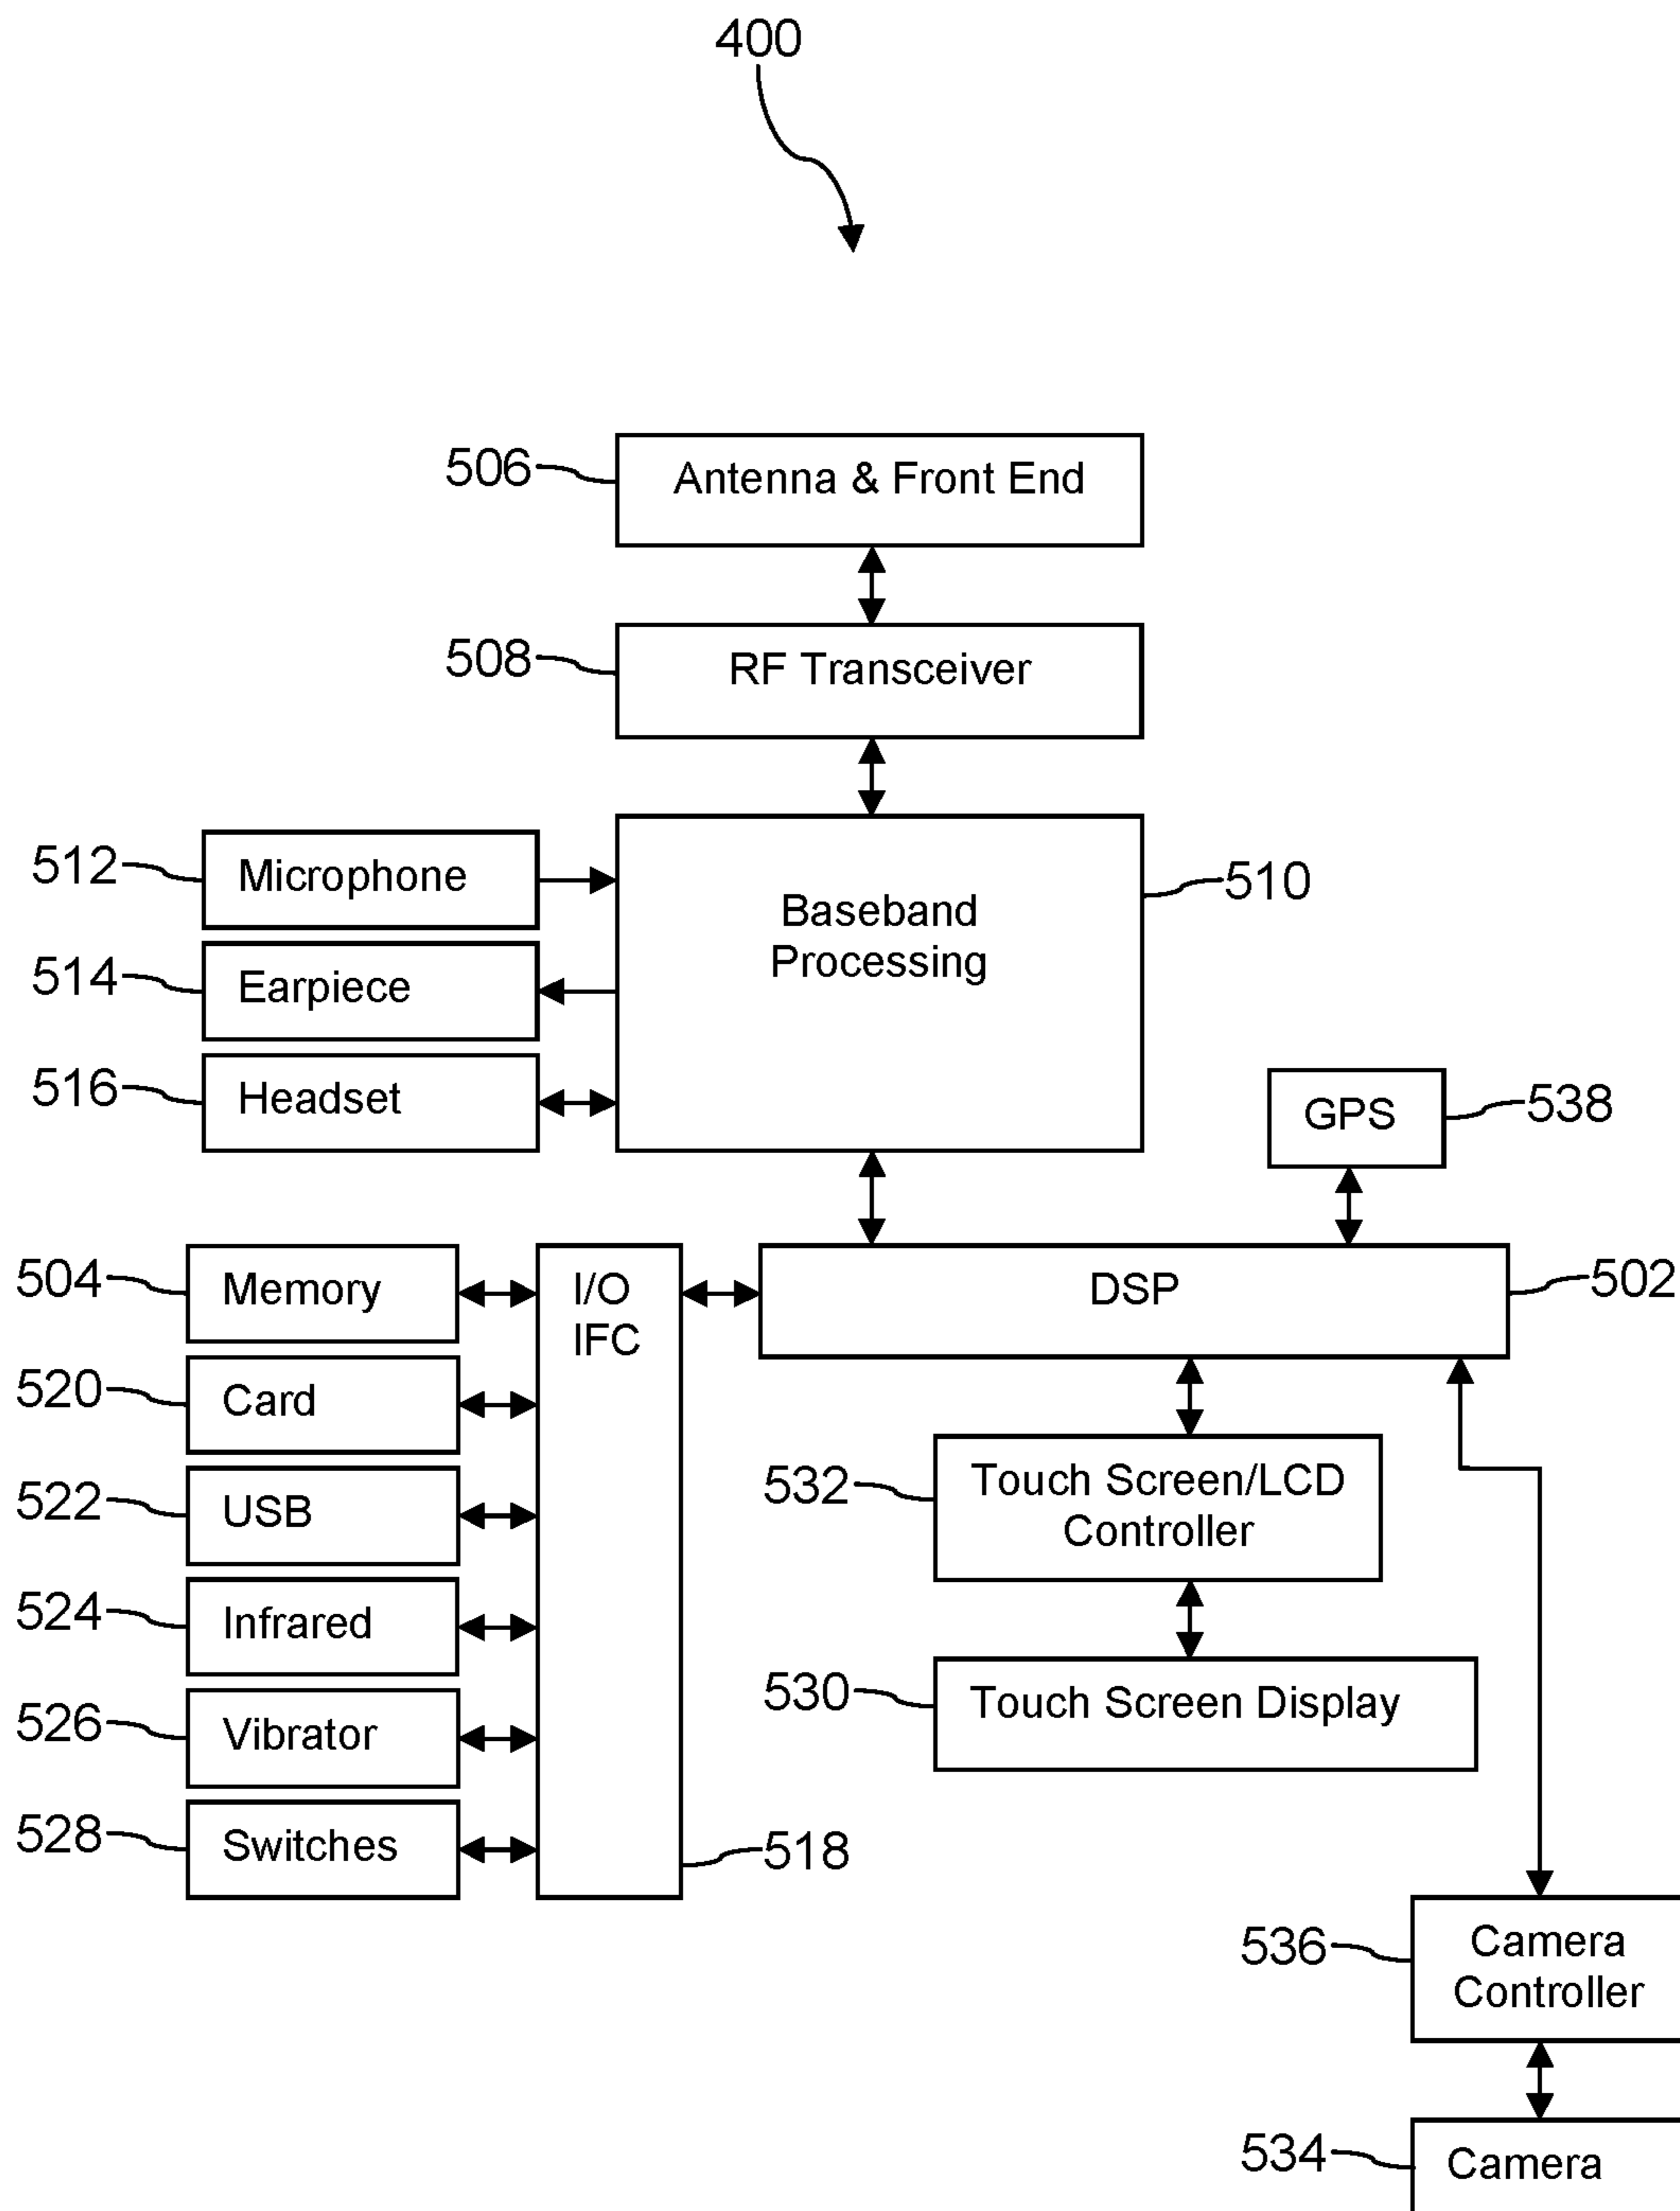 400
506
Antenna & Front End
508
RF Transceiver
512
Microphone
Baseband
Processing
510
514
Earpiece
516
Headset
GPS
538
504
Memory
I/O
IFC
DSP
502
520
Card
522
USB
532
Touch Screen/LCD
Controller
524
Infrared
530
Touch Screen Display
526
Vibrator
528
Switches
518
536
Camera
Controller
534
Camera